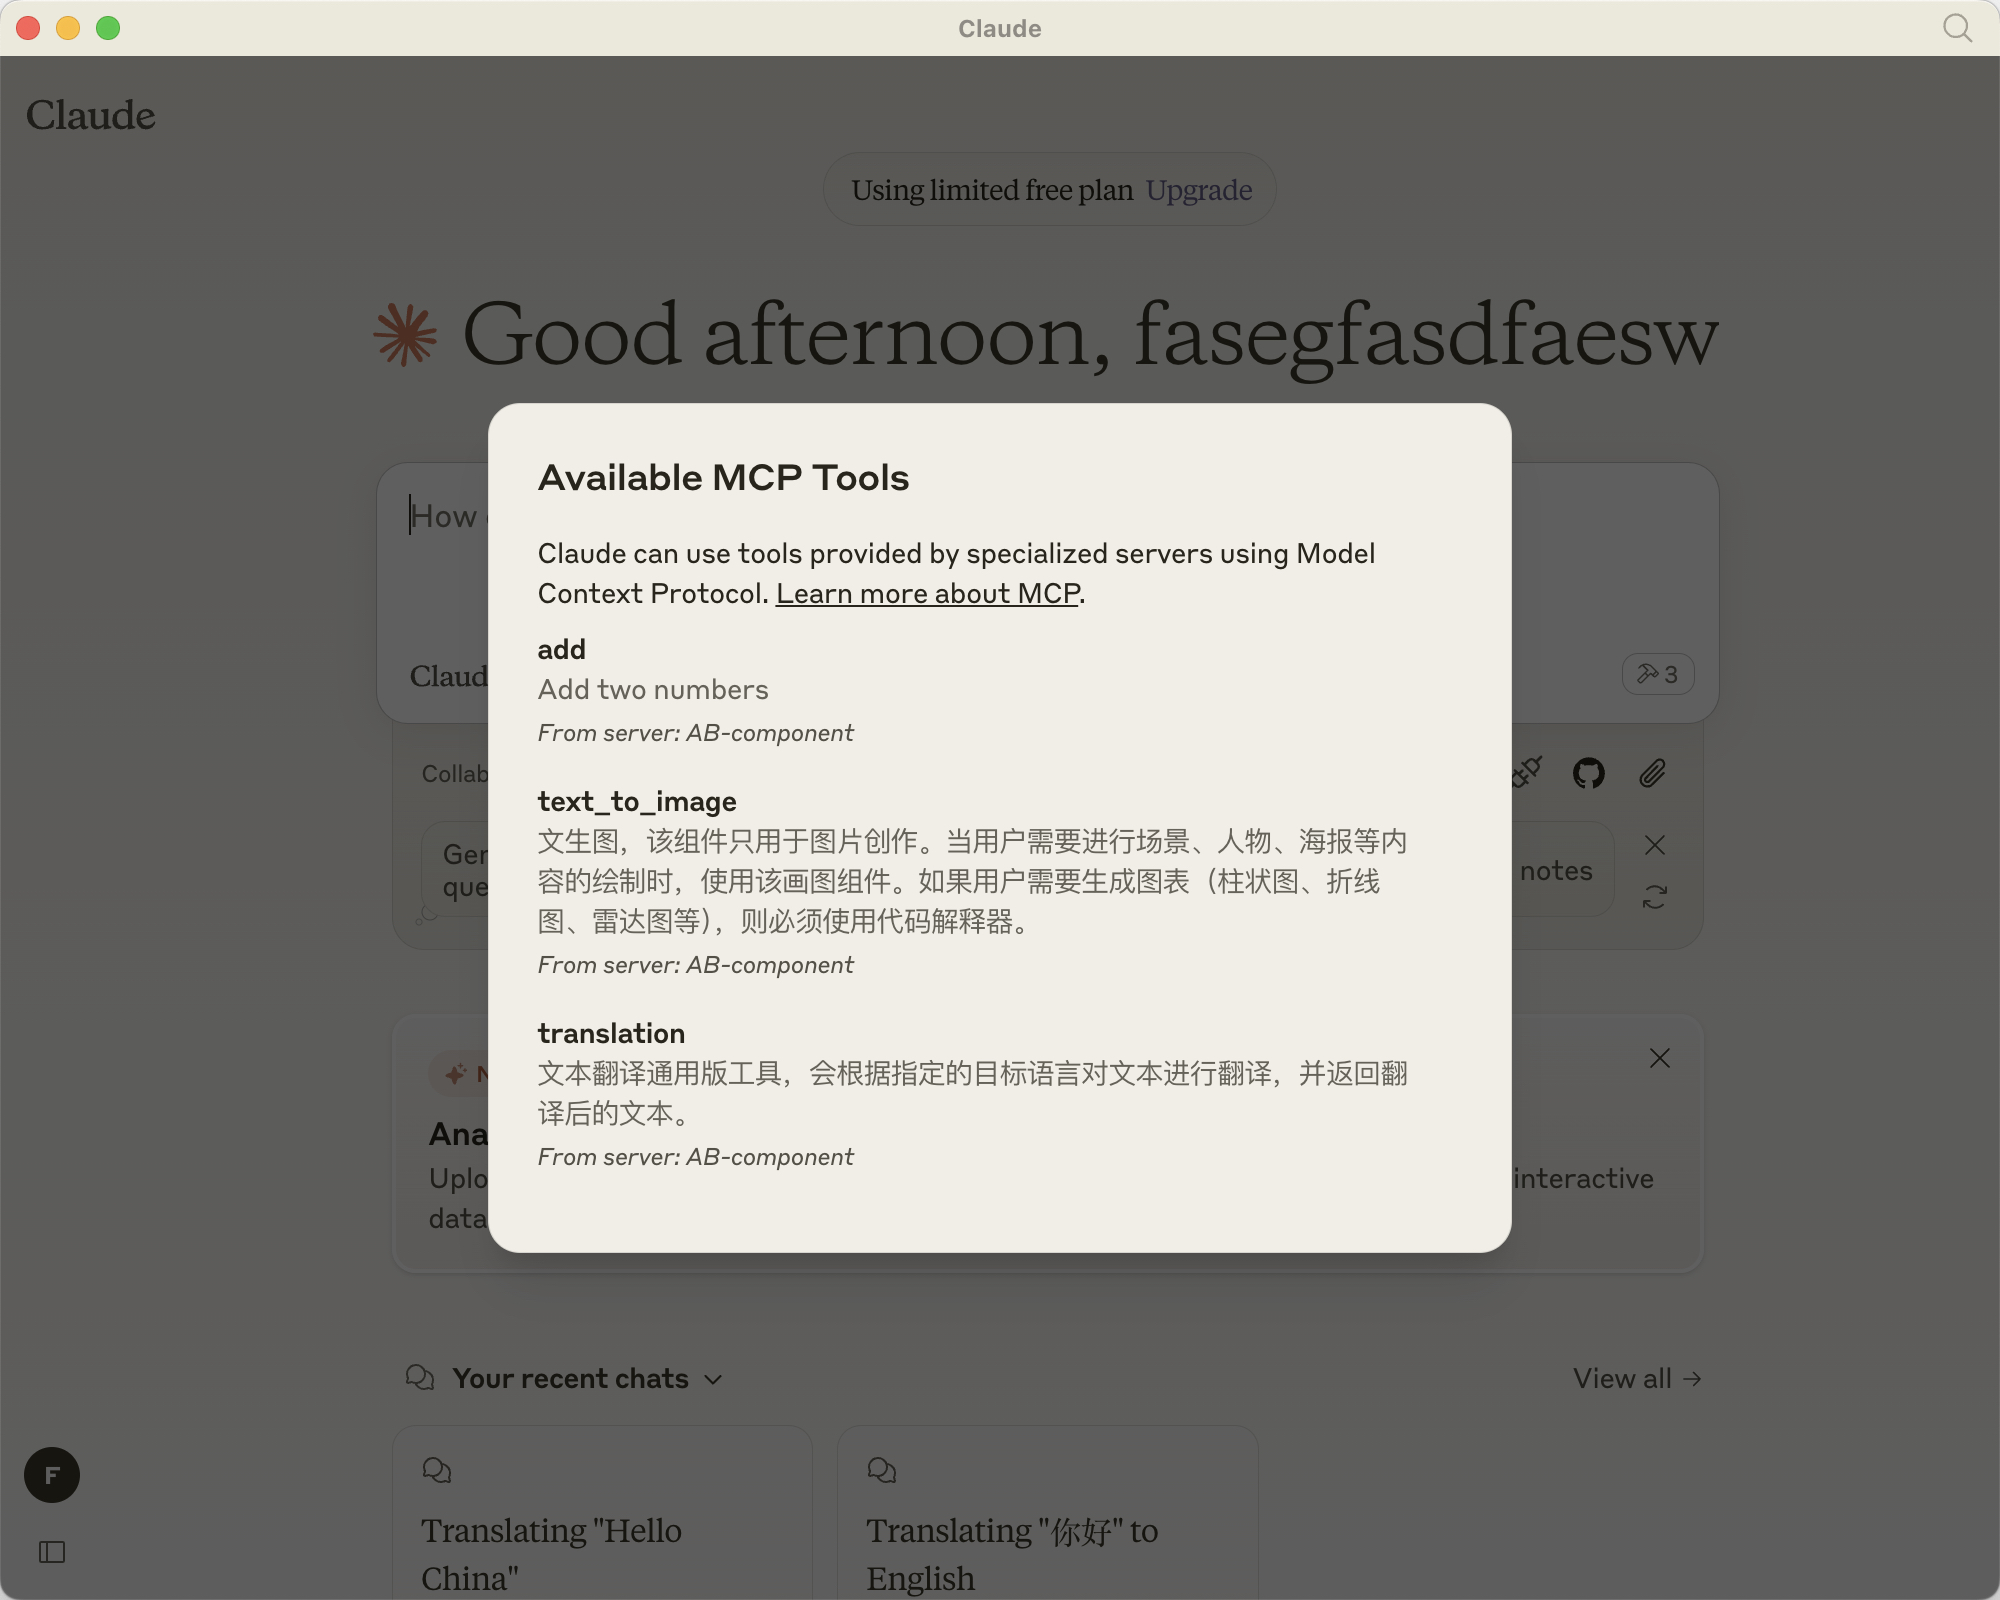 Claude
Claude
Using limited free plan Upgrade
Good afternoon, fasegfasdfaesw
How
Available MCP Tools
Claude can use tools provided by specialized servers using Model
Context Protocol. Learn more about MCP.
add
Add two numbers
From server: AB-component
text_to_image
文生图，该组件只用于图片创作。当用户需要进行场景、人物、海报等内
容的绘制时，使用该画图组件。如果用户需要生成图表（柱状图、折线
图、雷达图等），则必须使用代码解释器。
From server: AB-component
translation
文本翻译通用版工具，会根据指定的目标语言对文本进行翻译，并返回翻
译后的文本。
From server: AB-component
Claud
3
Collab
Ger
que
notes
N
Ana
Uplo
interactive
data
Your recent chats
View all
Translating "Hello
China"
Translating "你好" to
English
F